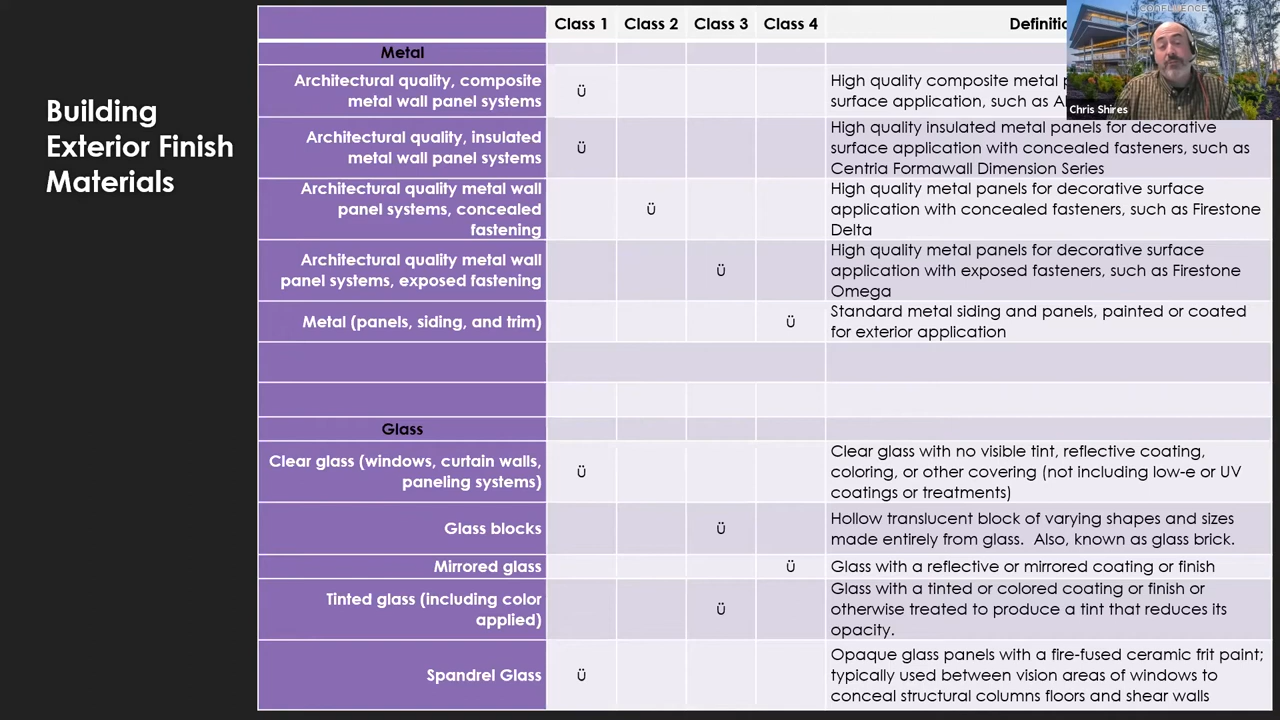 Building
Exterior Finish
Materials
Class 1 Class 2 Class 3 Class 4
Metal
Architectural quality, composite
metal wall panel systems
ü
High quality composite metal
surface application, such as
Architectural quality, insulated
metal wall panel systems
ü
High quality insulated metal panels for decorative
surface application with concealed fasteners, such as
Centria Formawall Dimension Series
Architectural quality metal wall
panel systems, concealed
fastening
ü
High quality metal panels for decorative surface
application with concealed fasteners, such as Firestone
Delta
Architectural quality metal wall
panel systems, exposed fastening
ü
High quality metal panels for decorative surface
application with exposed fasteners, such as Firestone
Omega
Metal (panels, siding, and trim)
ü
Standard metal siding and panels, painted or coated
for exterior application
Glass
Clear glass (windows, curtain walls,
paneling systems)
ü
Clear glass with no visible tint, reflective coating,
coloring, or other covering (not including low-e or UV
coatings or treatments)
Glass blocks
ü
Hollow translucent block of varying shapes and sizes
made entirely from glass. Also, known as glass brick.
Mirrored glass
ü
Glass with a reflective or mirrored coating or finish
Tinted glass (including color
applied)
ü
Glass with a tinted or colored coating or finish or
otherwise treated to produce a tint that reduces its
opacity.
Spandrel Glass
ü
Opaque glass panels with a fire-fused ceramic frit paint;
typically used between vision areas of windows to
conceal structural columns floors and shear walls
CONFLUENCE
Chris Shires